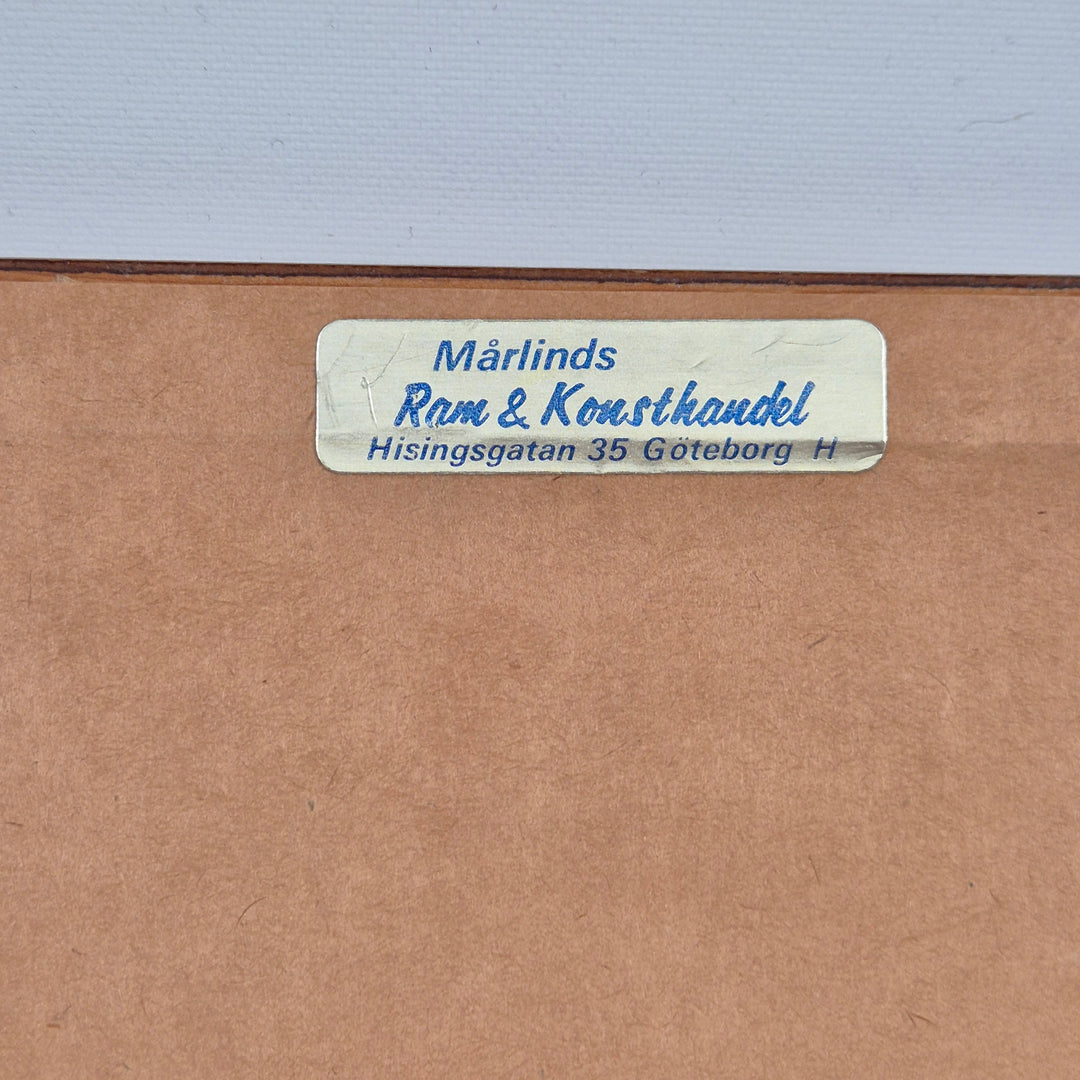 Mårlinds
Ram & Konsthandel
Hisingsgatan 35 Göteborg H